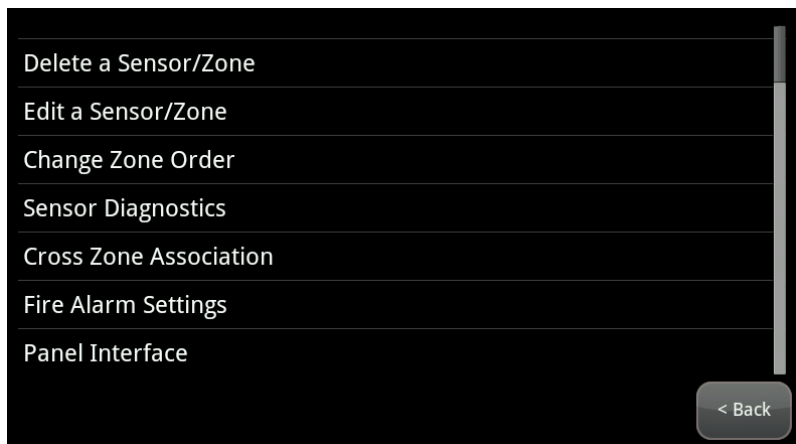 Delete a Sensor/Zone
Edit a Sensor/Zone
Change Zone Order
Sensor Diagnostics
Cross Zone Association
Fire Alarm Settings
Panel Interface
< Back